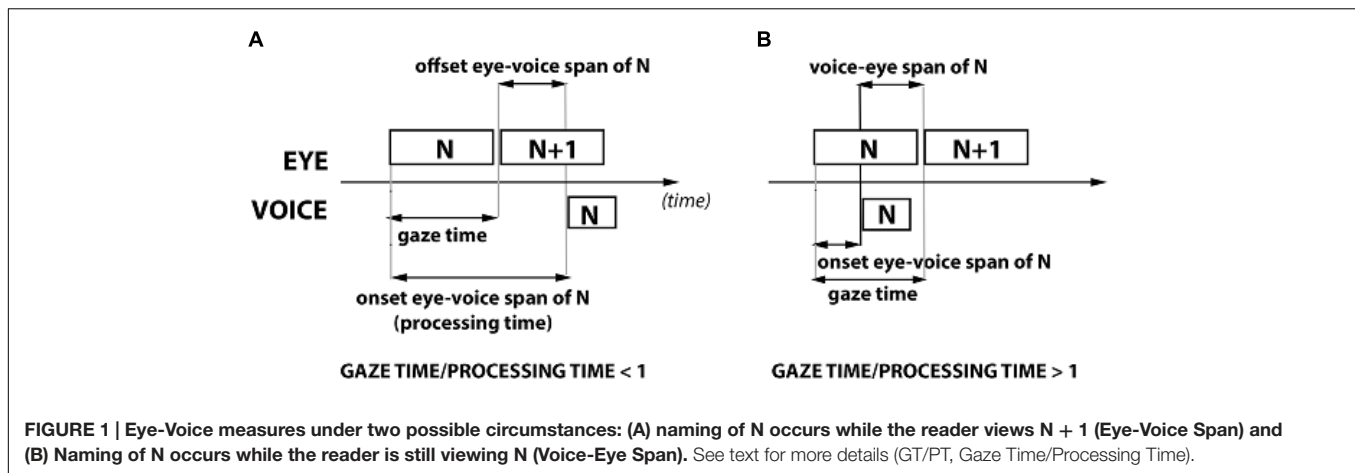 A
offset eye-voice span of N
EYE
N
N+1
VOICE
N
(time)
gaze time
onset eye-voice span of N
(processing time)
GAZE TIME/PROCESSING TIME < 1
B
voice-eye span of N
N
N+1
N
onset eye-voice span of N
gaze time
GAZE TIME/PROCESSING TIME > 1
FIGURE 1 | Eye-Voice measures under two possible circumstances: (A) naming of N occurs while the reader views N + 1 (Eye-Voice Span) and
(B) Naming of N occurs while the reader is still viewing N (Voice-Eye Span). See text for more details (GT/PT, Gaze Time/Processing Time).